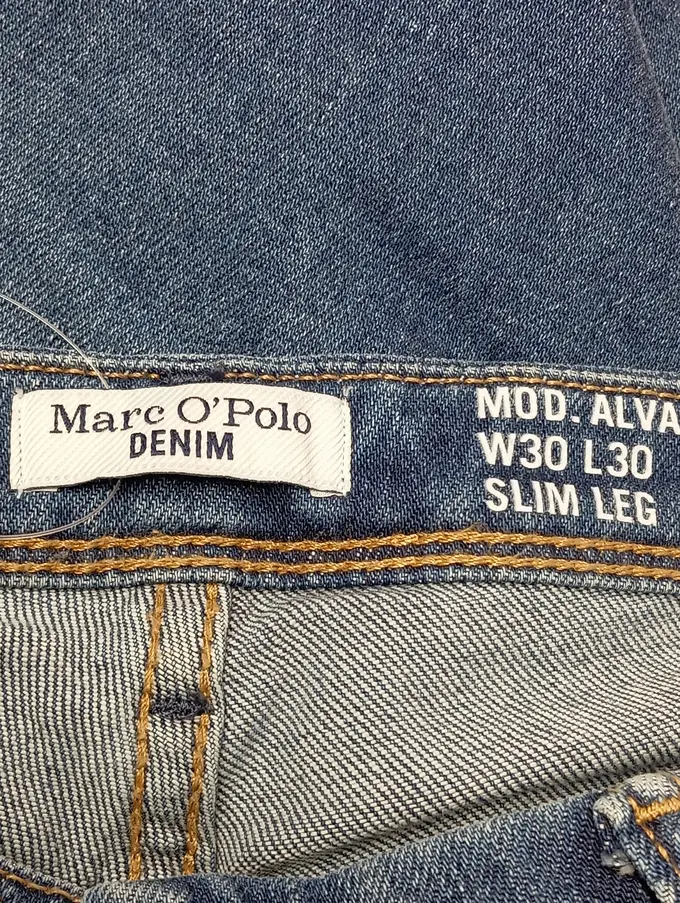 Marc O'Polo
DENIM
MOD. ALVA
W30 L30
SLIM LEG